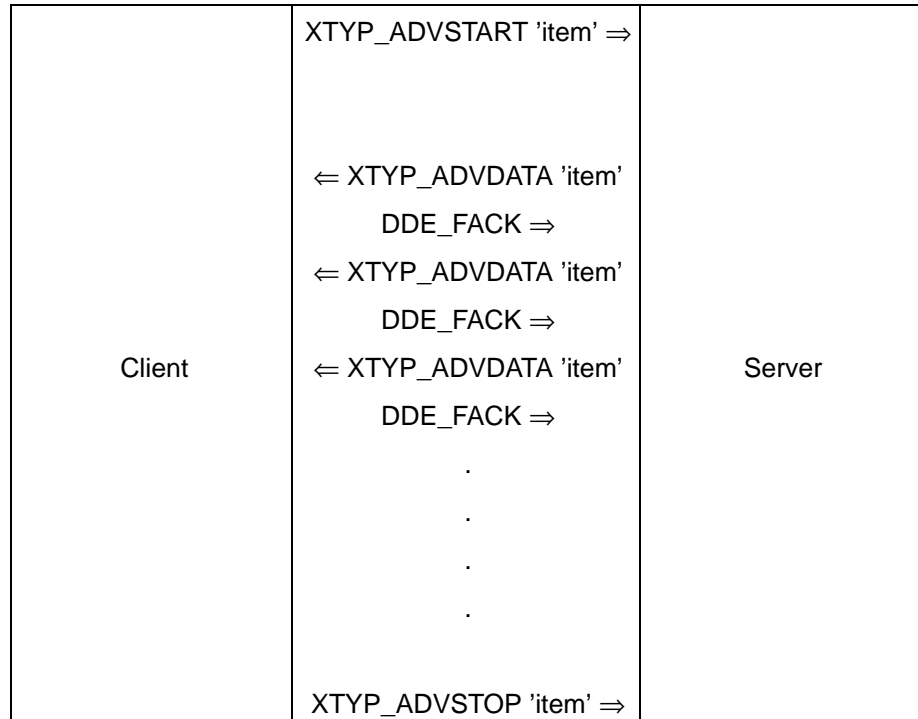 XTYP_ADVSTART ’item’ ⇒
⇐ XTYP_ADVDATA ’item’
DDE_FACK ⇒
⇐ XTYP_ADVDATA ’item’
DDE_FACK ⇒
Client ⇐ XTYP_ADVDATA ’item’ Server
DDE_FACK ⇒
.
.
.
.
XTYP_ADVSTOP ’item’ ⇒